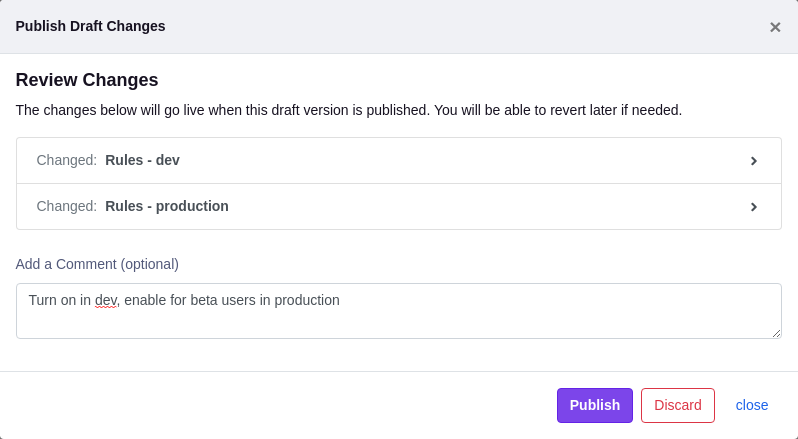 Publish Draft Changes
×
Review Changes
The changes below will go live when this draft version is published. You will be able to revert later if needed.
Changed: Rules - dev
Changed: Rules - production
Add a Comment (optional)
Turn on in dev, enable for beta users in production
Publish Discard close